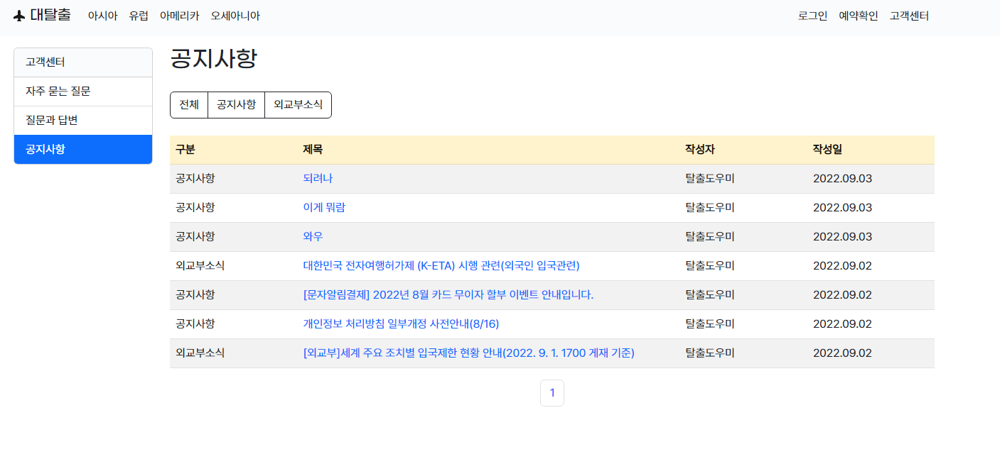 대탈출 아시아 유럽 아메리카 오세아니아 로그인 예약확인 고객센터
고객센터
자주 묻는 질문
질문과 답변
공지사항
공지사항
전체 공지사항 외교부소식
구분 제목 작성자 작성일
공지사항 되려나 탈출도우미 2022.09.03
공지사항 이게 뭐람 탈출도우미 2022.09.03
공지사항 와우 탈출도우미 2022.09.03
외교부소식 대한민국 전자여행허가제 (K-ETA) 시행 관련(외국인 입국관련) 탈출도우미 2022.09.02
공지사항 [문자알림결제] 2022년 8월 카드 무이자 할부 이벤트 안내입니다. 탈출도우미 2022.09.02
공지사항 개인정보 처리방침 일부개정 사전안내(8/16) 탈출도우미 2022.09.02
외교부소식 [외교부]세계 주요 조치별 입국제한 현황 안내(2022. 9. 1. 1700 게재 기준) 탈출도우미 2022.09.02
1